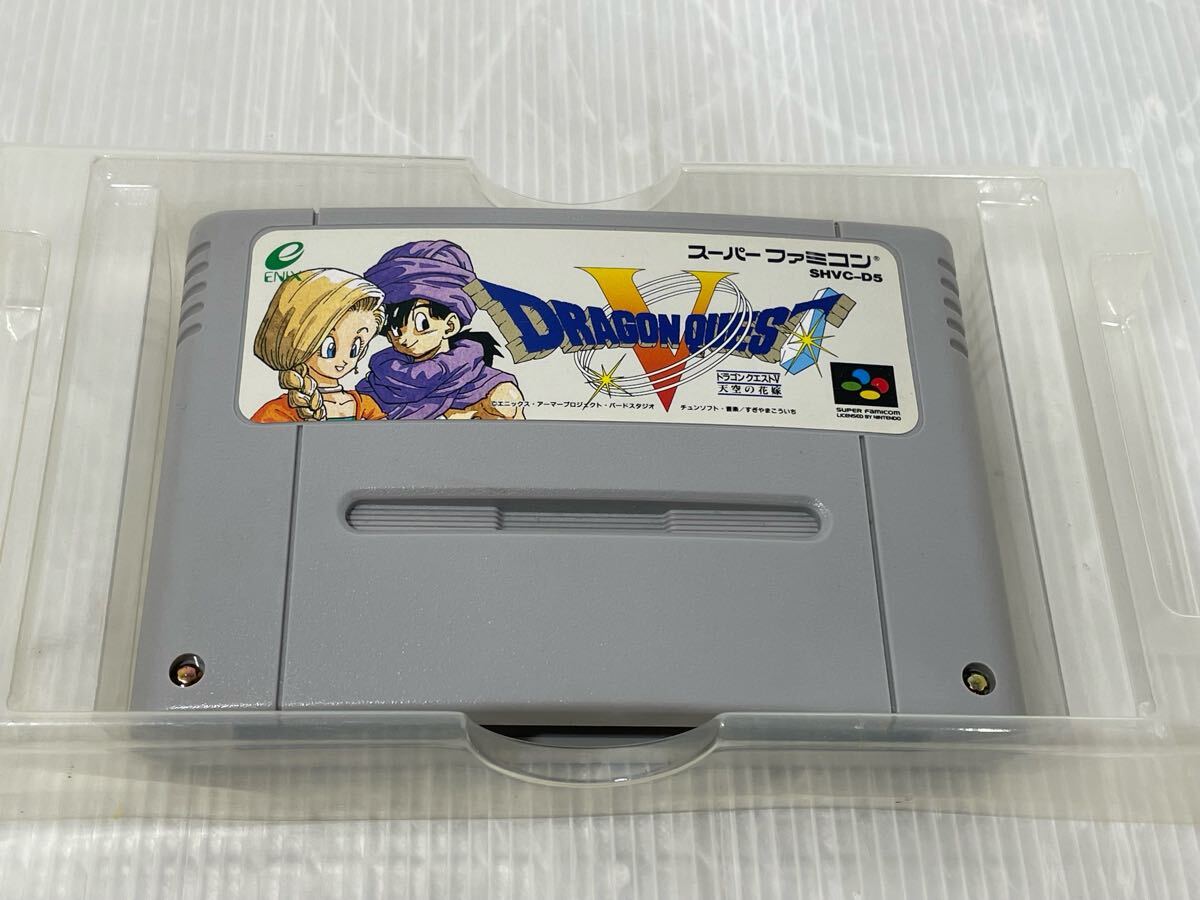 ENIX
スーパーファミコン®
SHVC-D5
DRAGON QUEST
V
ドラゴンクエストV
天空の花嫁
©エニックス・アーマープロジェクト・バードスタジオ チュンソフト・音楽/すぎやまこういち
SUPER FAMICOM
LICENSED BY NINTENDO